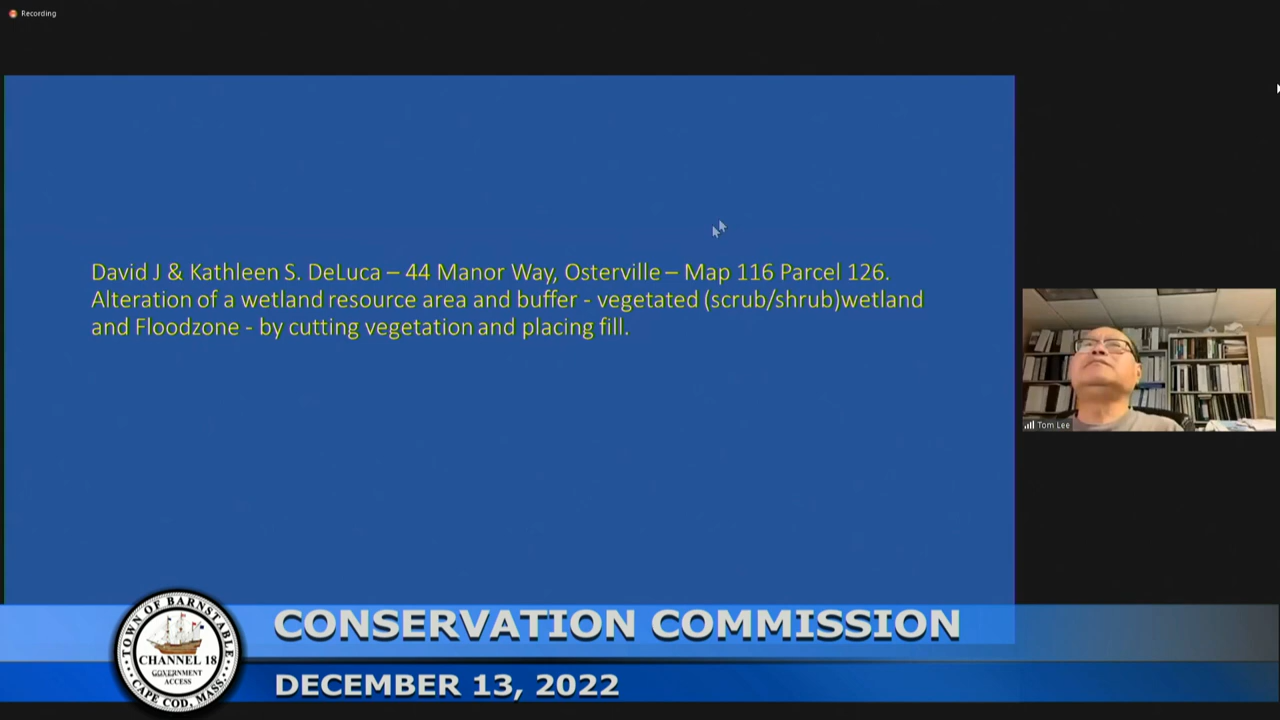 Recording
David J & Kathleen S. DeLuca – 44 Manor Way, Osterville – Map 116 Parcel 126.
Alteration of a wetland resource area and buffer - vegetated (scrub/shrub)wetland
and Floodzone - by cutting vegetation and placing fill.
Tom Lee
TOWN OF BARNSTABLE
CHANNEL 18
GOVERNMENT
ACCESS
CAPE COD, MASS.
CONSERVATION COMMISSION
DECEMBER 13, 2022